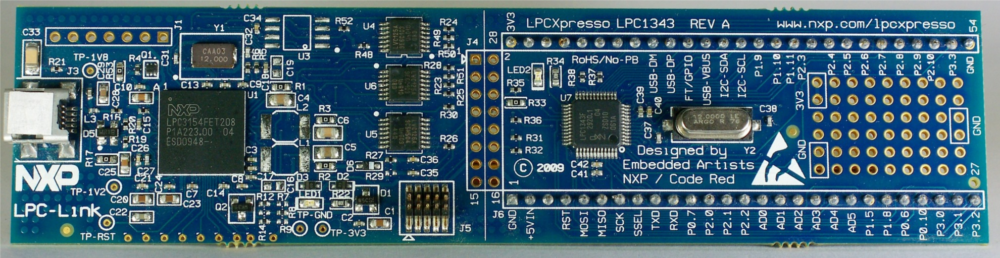 C33
J1
Y1
CAA03
12.000
C34
C32
U3
R52
U4
R24
R49
R48
R50
J4
28
3V3
LPCXpresso LPC1343 REV A
www.nxp.com/lpcxpresso
54
TP-1V8
R21
J3
C29
R53
R4
Q1
C31
C13
C9
C19
C18
R1
C4
U6
R28
R51
R23
R25
1
2
LED2
R34
RoHS/No-PB
R35
R33
R38
R37
USB-DM
USB-DP
FT/GPIO
USB-VBUS
I2C-SDA
I2C-SCL
P1.9
P1.10
P1.11
P2.3
P2.4
P2.5
P2.6
P2.7
P2.8
P2.9
P2.10
P3.3
GND
C10
C28
U1
NXP
LPC3154FET208
P1A223.00 04
ESD0948-
L3
D5
R20
R19
C15
L2
R3
C6
L1
C5
R30
U5
R26
U7
LPC1343F
R36
R31
R32
C39
C40
C37
12.0000 LE
ARGO R 76
C38
Y2
3V3
GND
GND
R17
C26
C25
C27
C3
R27
D6
R29
C36
C35
C42
C41
© 2009
Designed by
Embedded Artists
NXP / Code Red
27
NXP
LPC-Link
TP-1V2
C21
C24
C20
C7
C23
C22
C8
C14
C17
C16
Q2
R12
R7
R8
D3
R2
D2
LED1
R22
D1
TP-GND
C2
C1
R14
R9
TP-3V3
TP-RST
J5
15
16
1
J6
GND
+5VIN
RST
MOSI
MISO
SCK
SSEL
TXD
RXD
P0.7
P2.0
P2.1
P2.2
AD0
AD1
AD2
AD3
AD4
AD5
P1.5
P1.8
P0.6
P0.10
P3.0
P3.1
P3.2